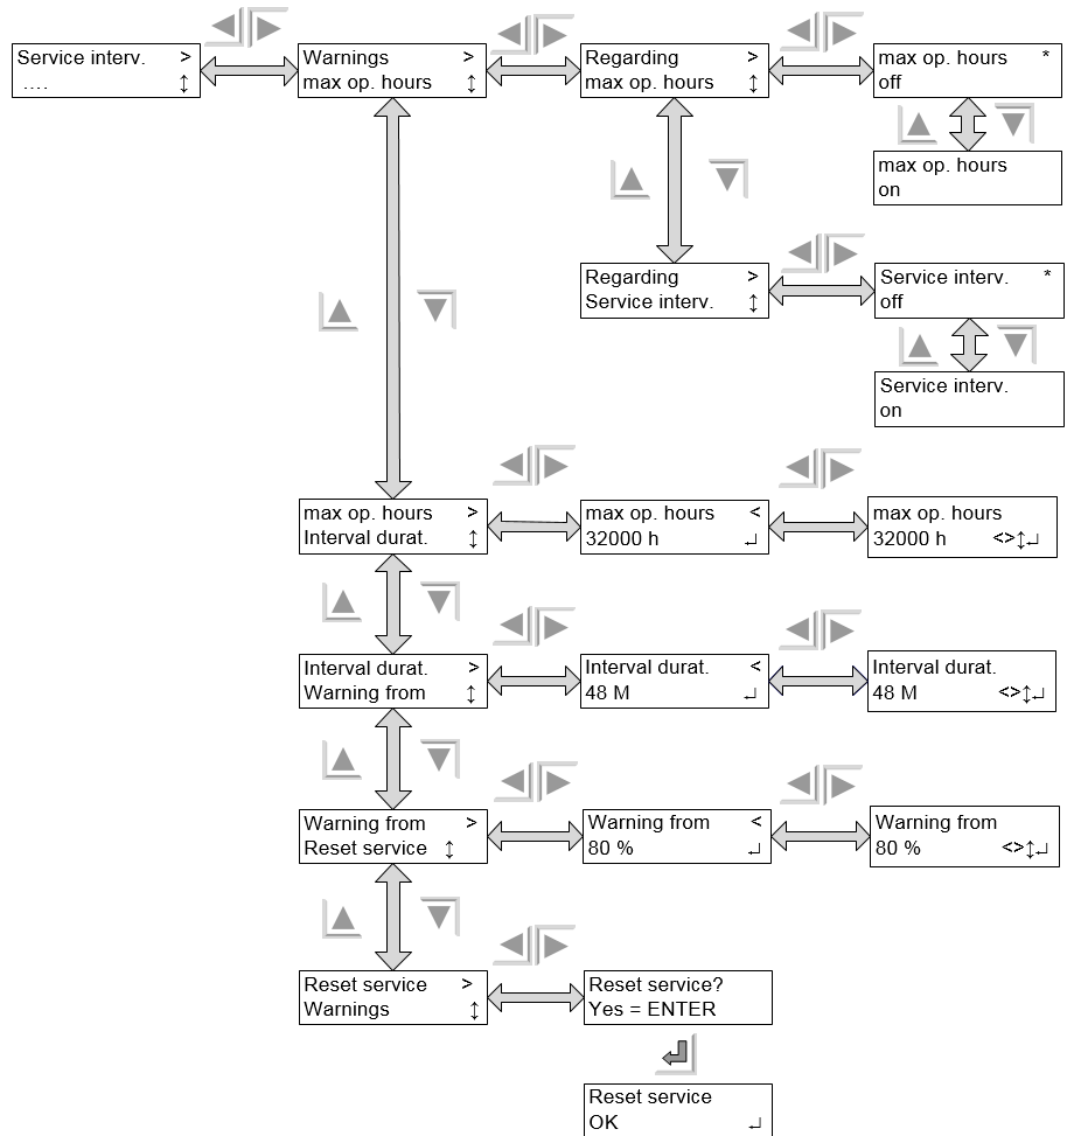 Service interv. >
.... ↕
Warnings >
max op. hours ↕
Regarding >
max op. hours ↕
max op. hours *
off
max op. hours
on
Regarding >
Service interv. ↕
Service interv. *
off
Service interv.
on
max op. hours >
Interval durat. ↕
max op. hours <
32000 h ↵
max op. hours
32000 h <>↕↵
Interval durat. >
Warning from ↕
Interval durat. <
48 M ↵
Interval durat.
48 M <>↕↵
Warning from >
Reset service ↕
Warning from <
80 % ↵
Warning from
80 % <>↕↵
Reset service >
Warnings ↕
Reset service?
Yes = ENTER
Reset service
OK ↵